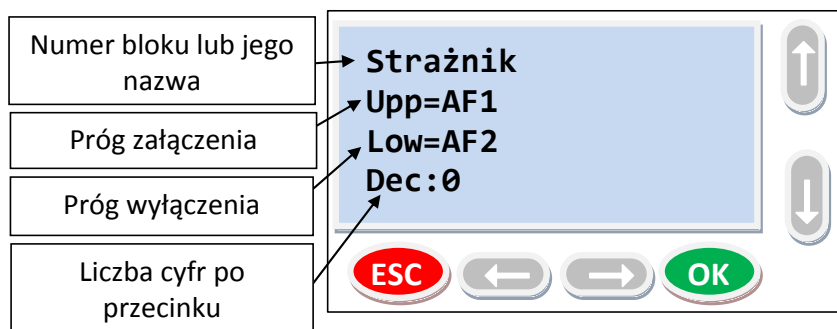 Numer bloku lub jego
nazwa
Próg załączenia
Próg wyłączenia
Liczba cyfr po
przecinku
Strażnik
Upp=AF1
Low=AF2
Dec:0
ESC
OK